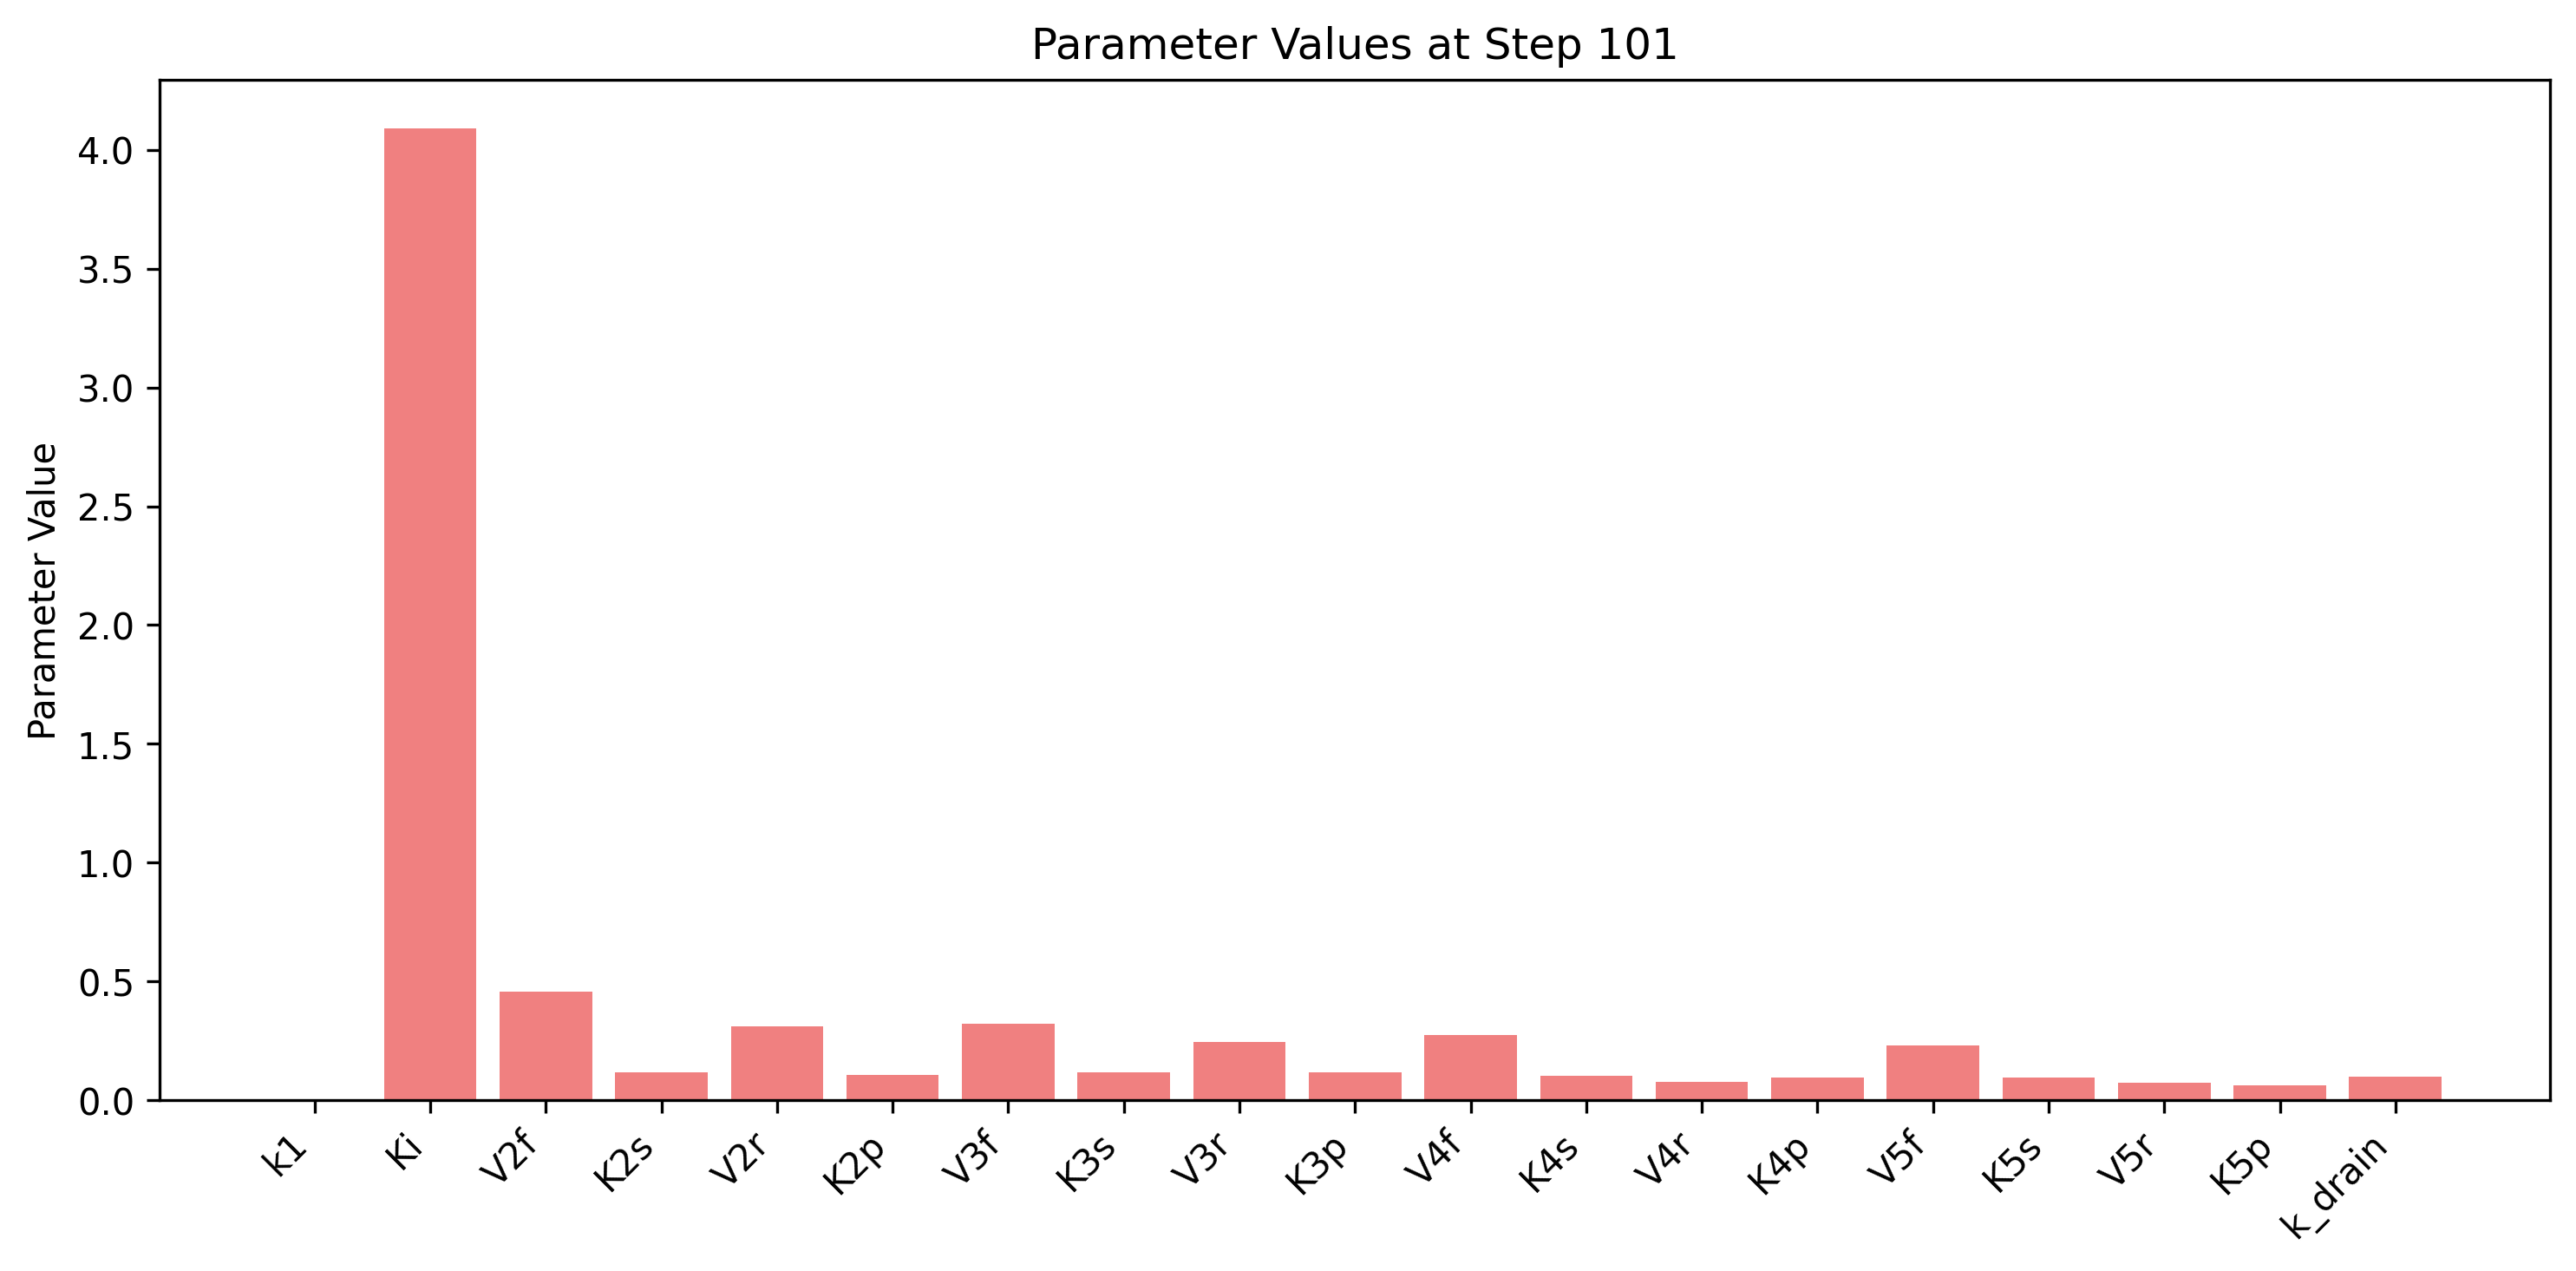 Parameter Values at Step 101
Parameter Value
4.0
3.5
3.0
2.5
2.0
1.5
1.0
0.5
0.0
k1
Ki
V2f
K2s
V2r
K2p
V3f
K3s
V3r
K3p
V4f
K4s
V4r
K4p
V5f
K5s
V5r
K5p
k_drain